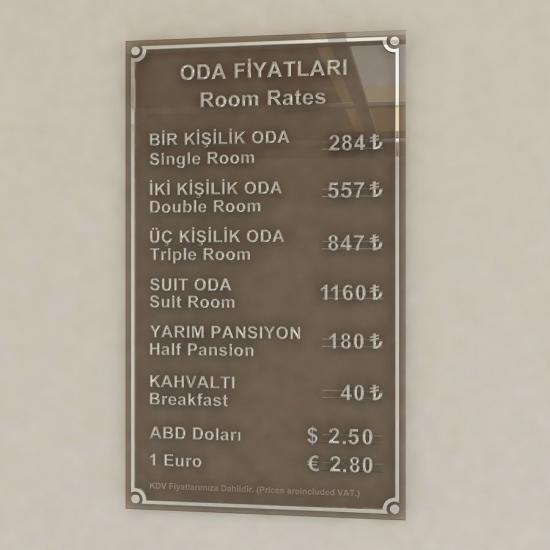 ODA FİYATLARI
Room Rates
BİR KİŞİLİK ODA 284₺
Single Room
İKİ KİŞİLİK ODA 557₺
Double Room
ÜÇ KİŞİLİK ODA 847₺
Triple Room
SUIT ODA 1160₺
Suit Room
YARIM PANSIYON 180₺
Half Pansion
KAHVALTI 40₺
Breakfast
ABD Doları $ 2.50
1 Euro € 2.80
KDV Fiyatlarımıza Dahildir. (Prices areincluded VAT.)